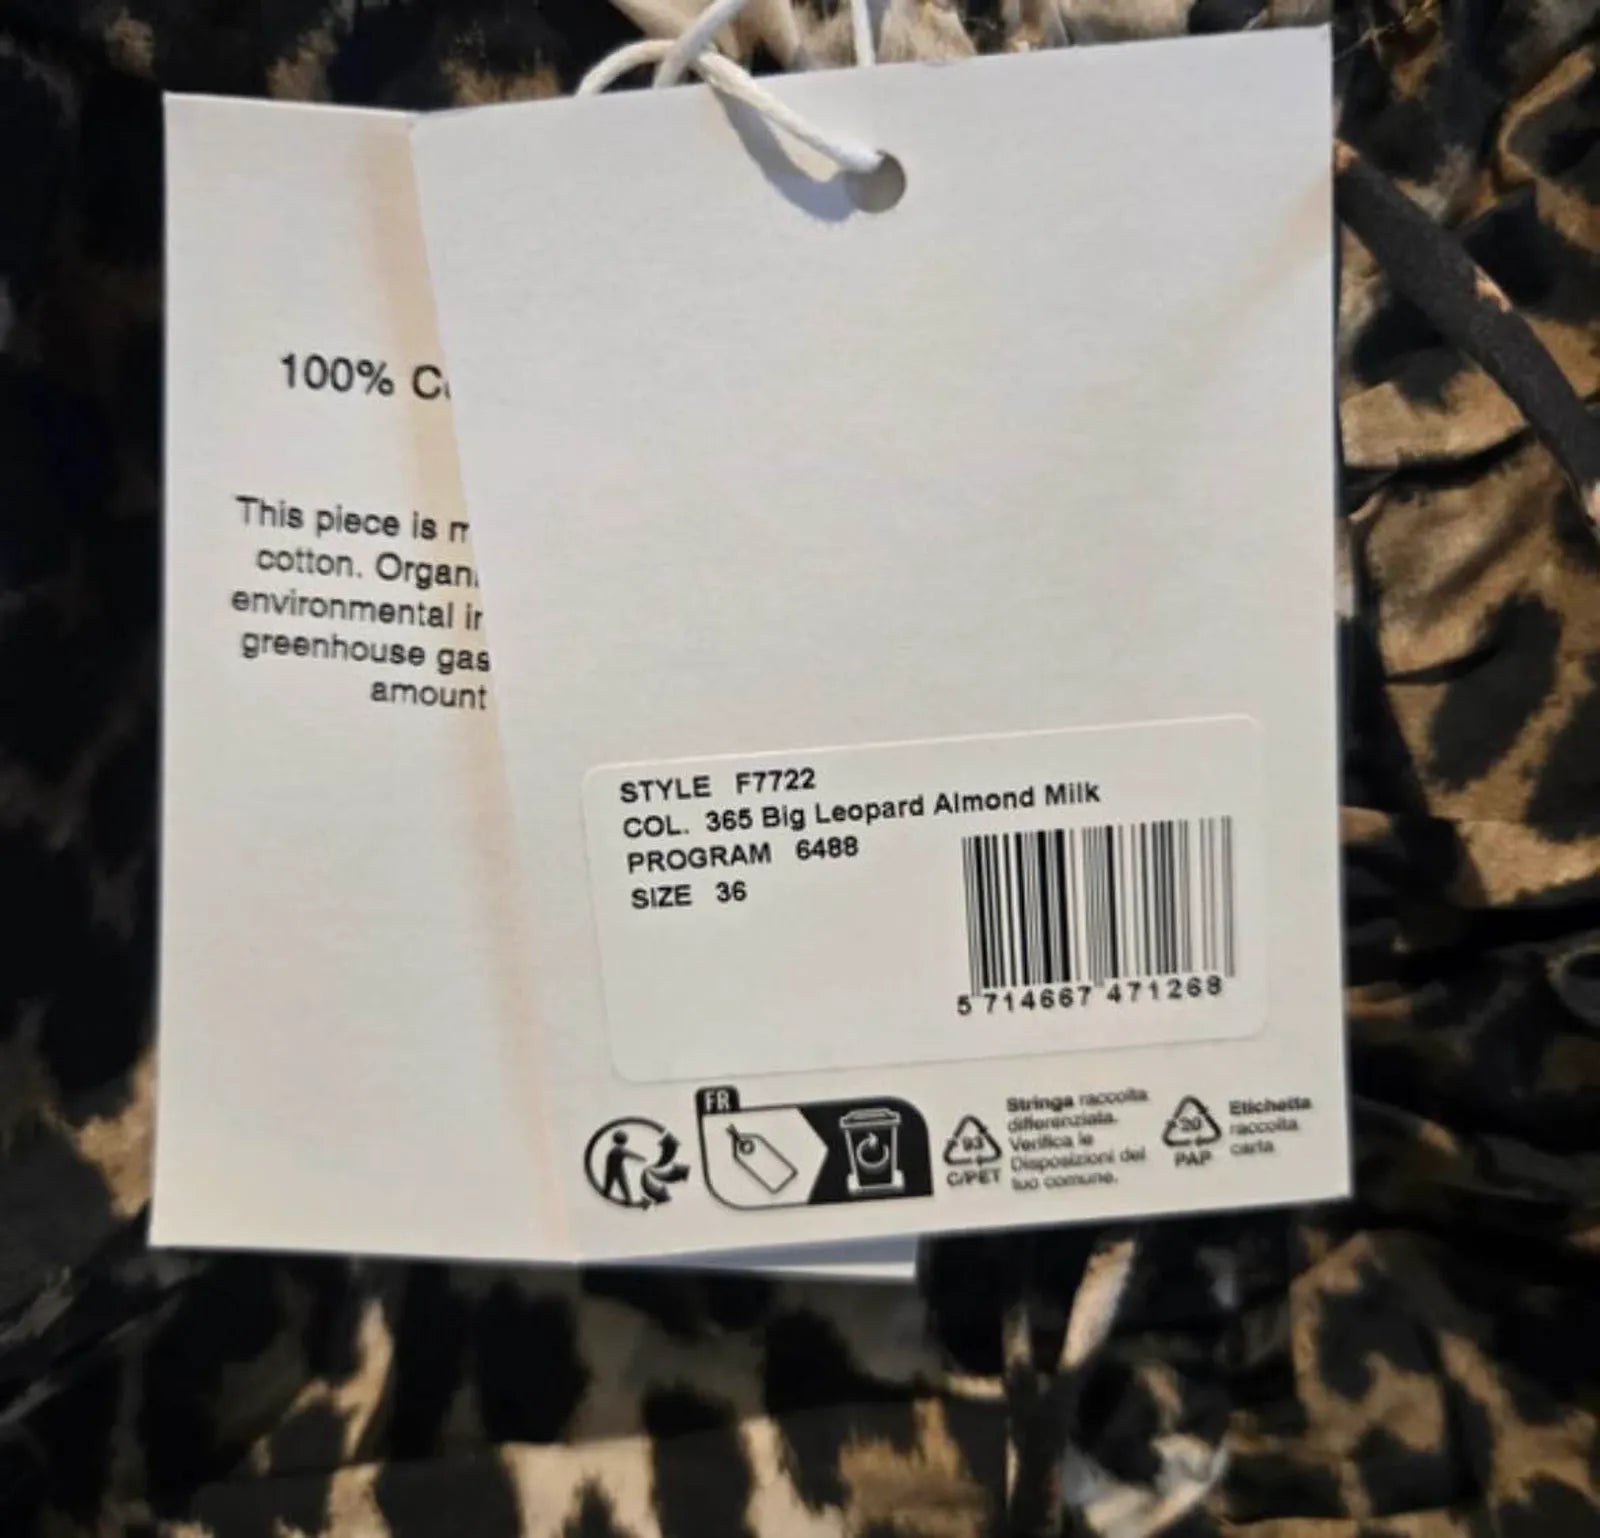 100%
This piece is
cotton.
environmental
greenhouse gas
amount
STYLE F7722
COL. 365 Big Leopard Almond Milk
PROGRAM 6488
SIZE 36
5 714667 471268
FR
93
C/PET
Stringa raccolta
differenziata.
Verifica le
Disposizioni del
tuo comune.
20
PAP
Etichetta
raccolta
carta